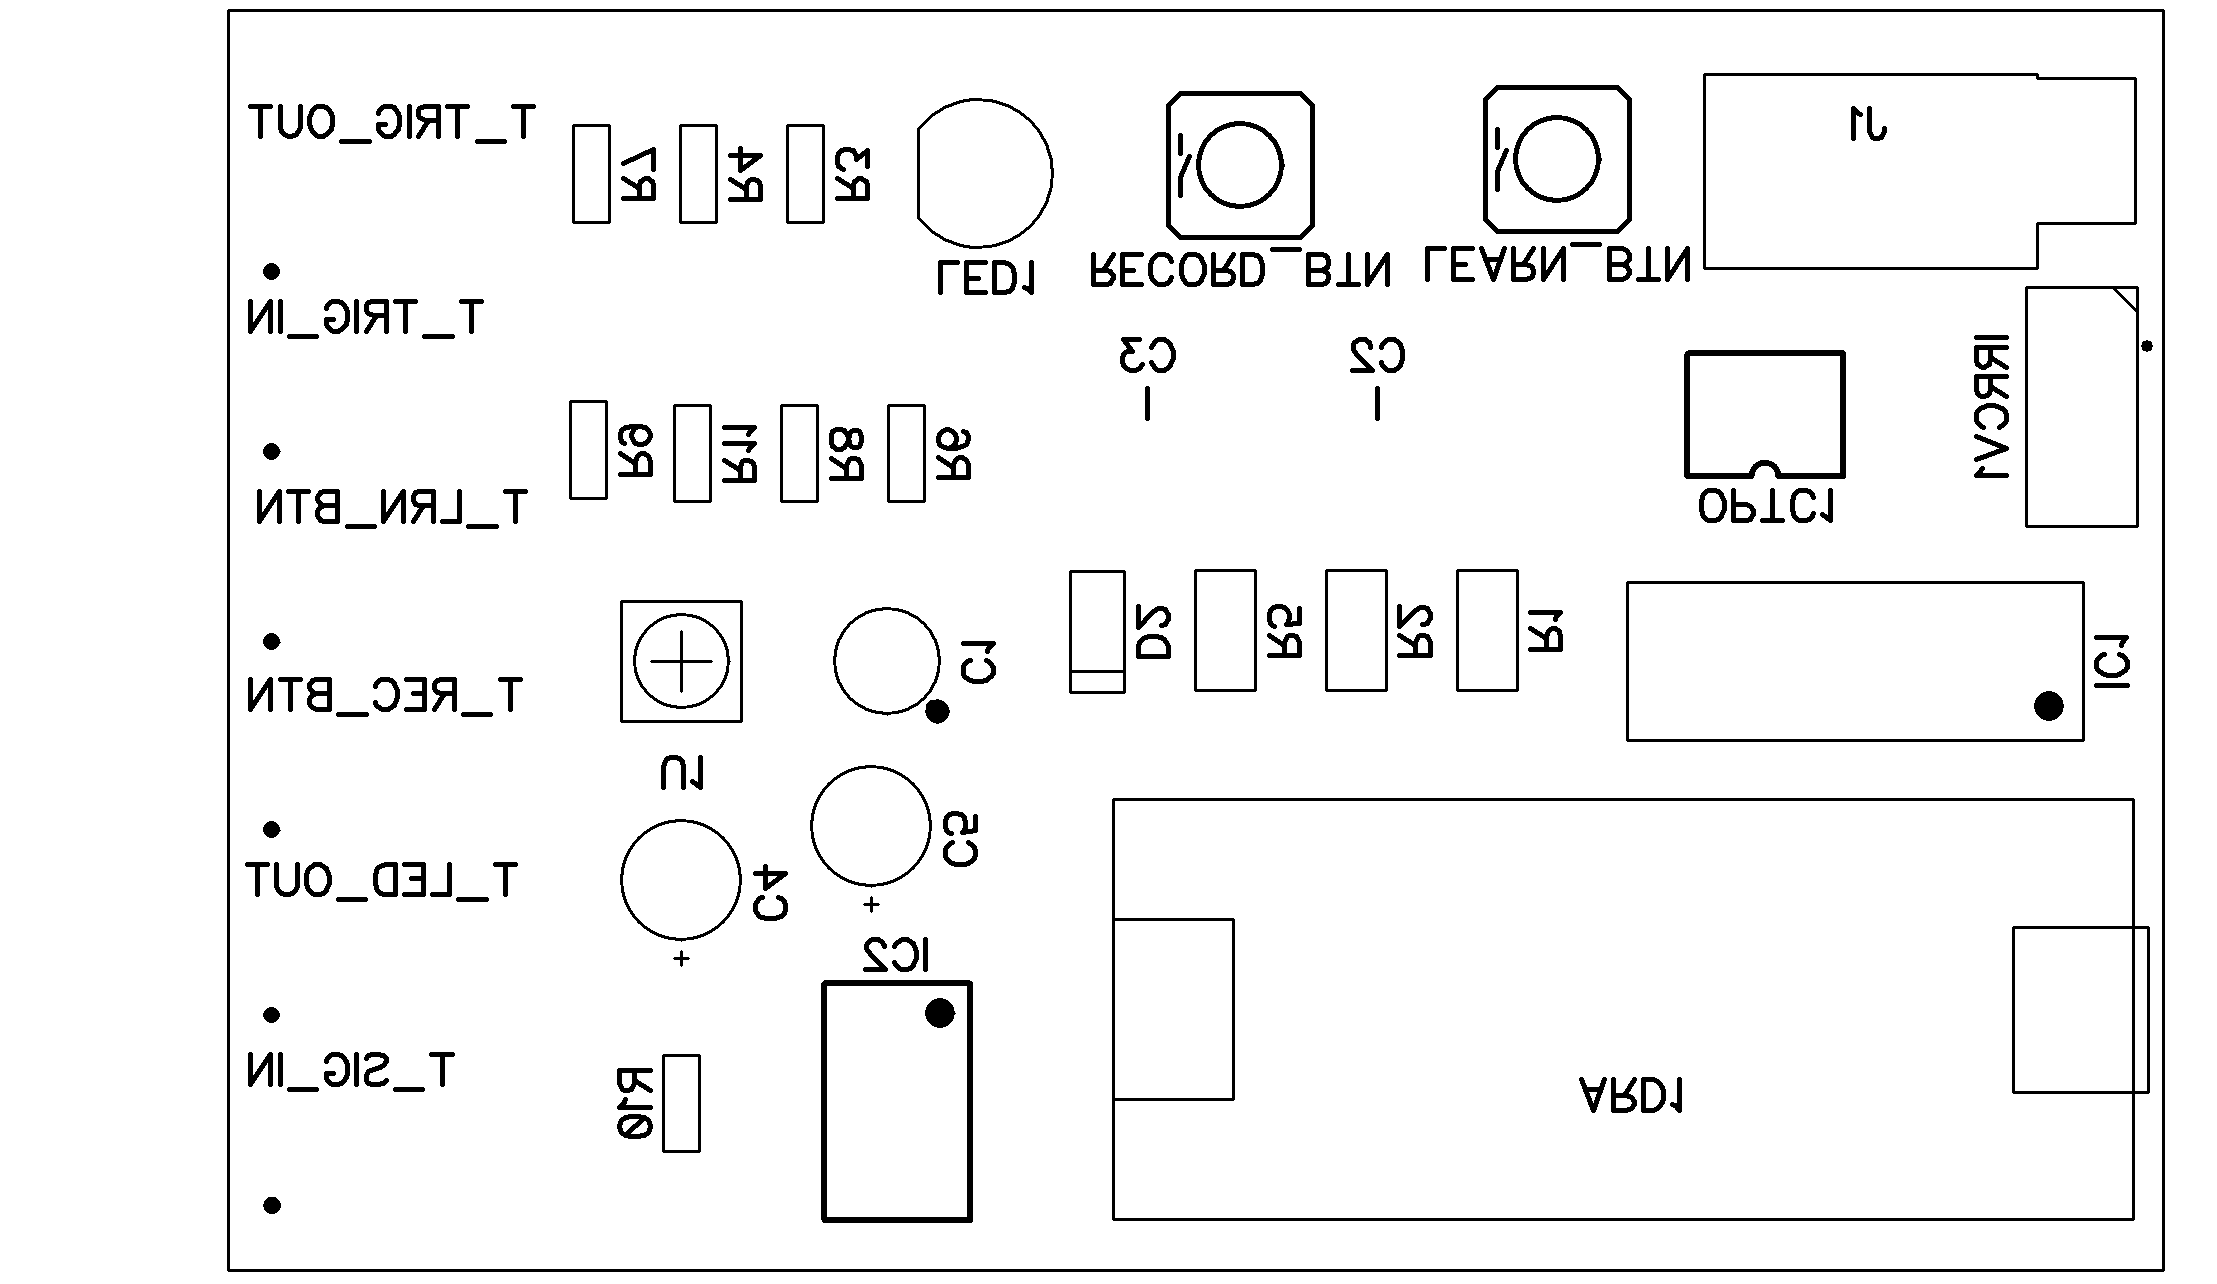 T_TRIG_OUT
R7
R4
R3
LED1
RECORD_BTN
LEARN_BTN
J1
T_TRIG_IN
C3
C2
IRRCV1
T_LRN_BTN
R9
R11
R8
R6
OPTC1
T_REC_BTN
U1
C1
D2
R5
R2
R1
IC1
T_LED_OUT
C4
C5
+
+
IC2
T_SIG_IN
R10
ARD1